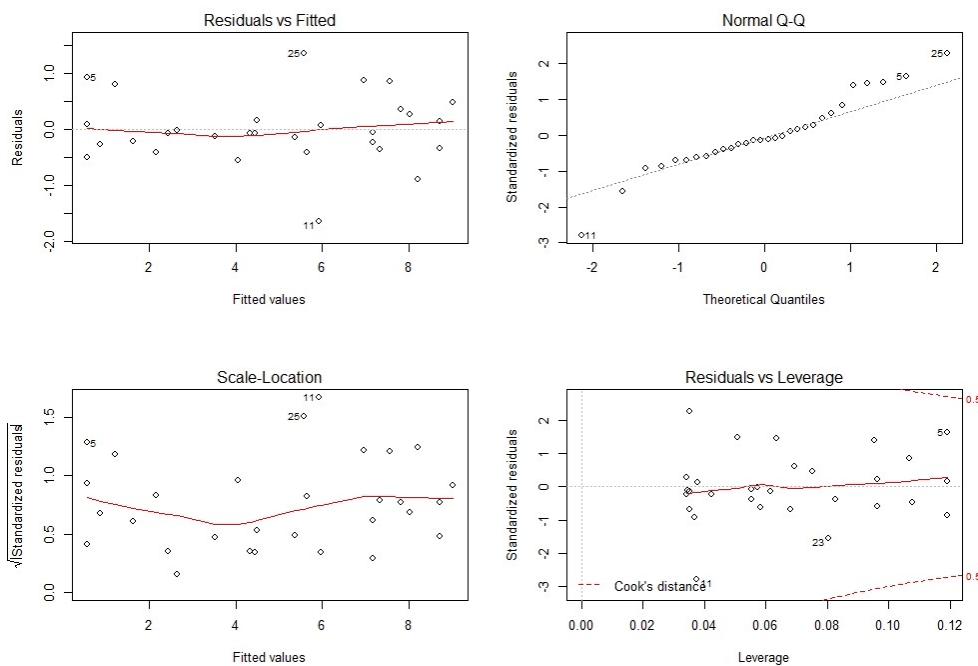 Residuals vs Fitted
Residuals
1.0
0.0
-1.0
-2.0
5
25
11
2 4 6 8
Fitted values
Normal Q-Q
Standardized residuals
2
1
0
-1
-2
-3
25
5
11
-2 -1 0 1 2
Theoretical Quantiles
Scale-Location
√|Standardized residuals|
1.5
1.0
0.5
0.0
11
25
5
2 4 6 8
Fitted values
Residuals vs Leverage
Standardized residuals
2
1
0
-1
-2
-3
0.5
5
23
11
0.5
Cook's distance
0.00 0.02 0.04 0.06 0.08 0.10 0.12
Leverage